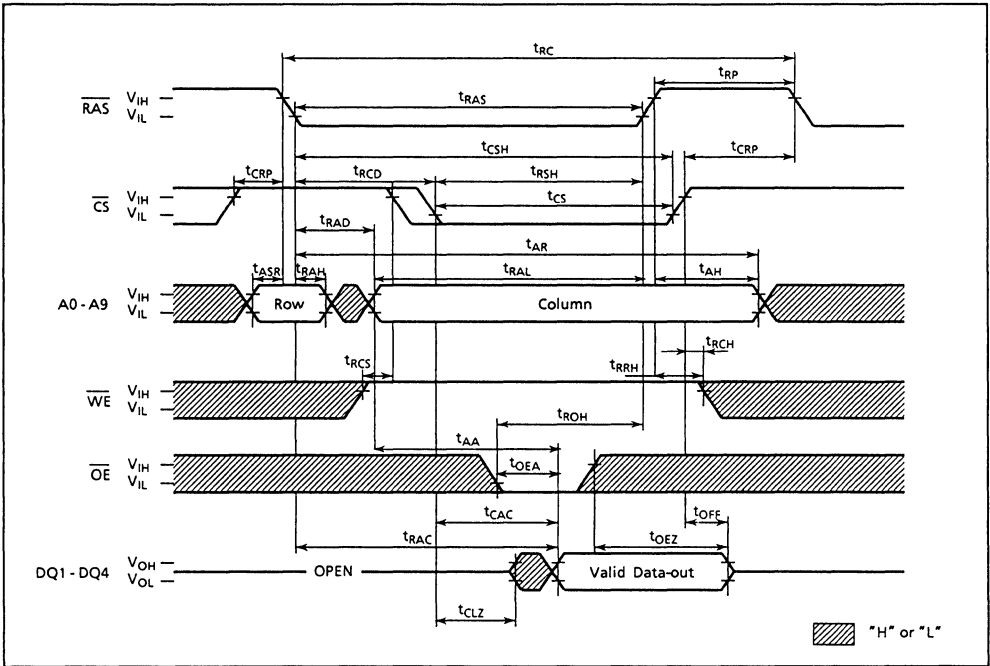 tRC
tRP
tRAS
RAS VIH
VIL
tCSH
tCRP
tCRP tRCD tRSH
CS VIH
VIL
tCS
tRAD
tAR
tASR tRAH tRAL tAH
A0 - A9 VIH
VIL
Row Column
tRCH
tRCS tRRH
WE VIH
VIL
tROH
tAA
OE VIH
VIL
tOEA
tCAC tOFF
tRAC tOEZ
DQ1 - DQ4 VOH
VOL
OPEN Valid Data-out
tCLZ
"H" or "L"